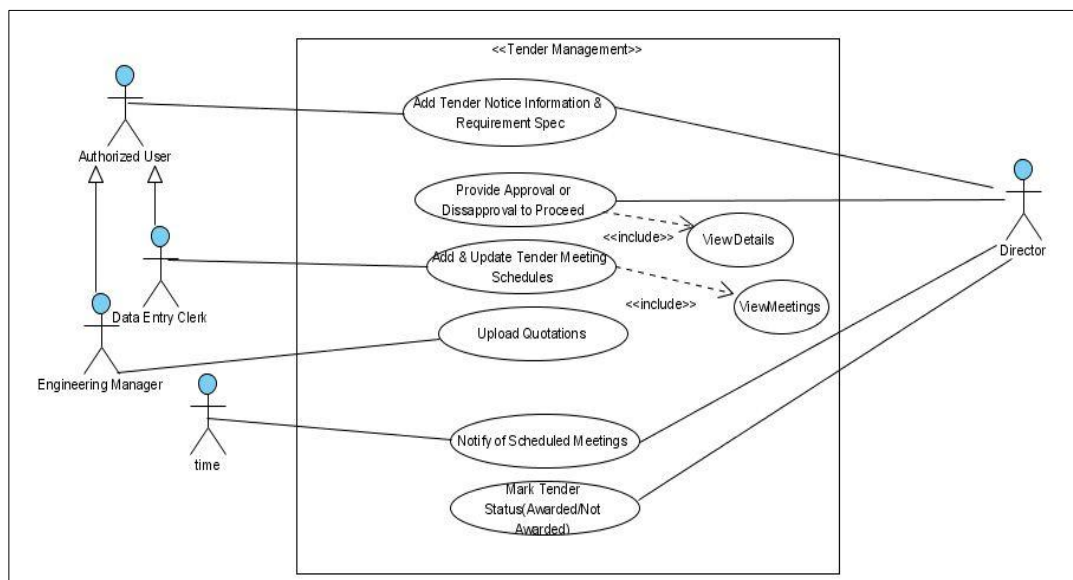 <<Tender Management>>
Add Tender Notice Information &
Requirement Spec
Authorized User
Provide Approval or
Dissapproval to Proceed
<<include>>
ViewDetails
Director
Add & Update Tender Meeting
Schedules
<<include>>
ViewMeetings
Data Entry Clerk
Upload Quotations
Engineering Manager
Notify of Scheduled Meetings
time
Mark Tender
Status(Awarded/Not
Awarded)